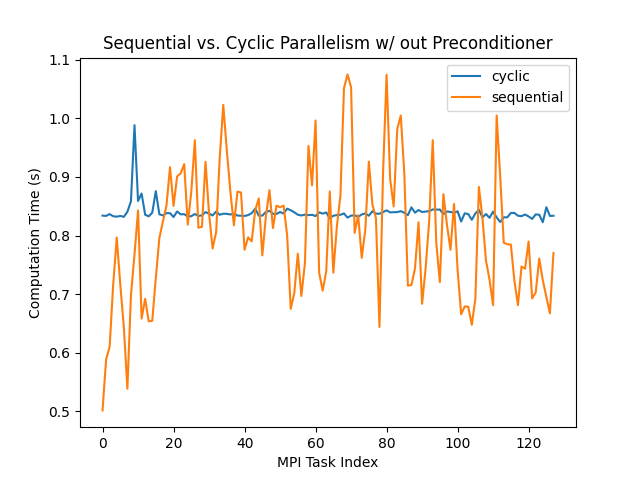 Sequential vs. Cyclic Parallelism w/ out Preconditioner
1.1
1.0
0.9
0.8
0.7
0.6
0.5
Computation Time (s)
cyclic
sequential
0 20 40 60 80 100 120
MPI Task Index